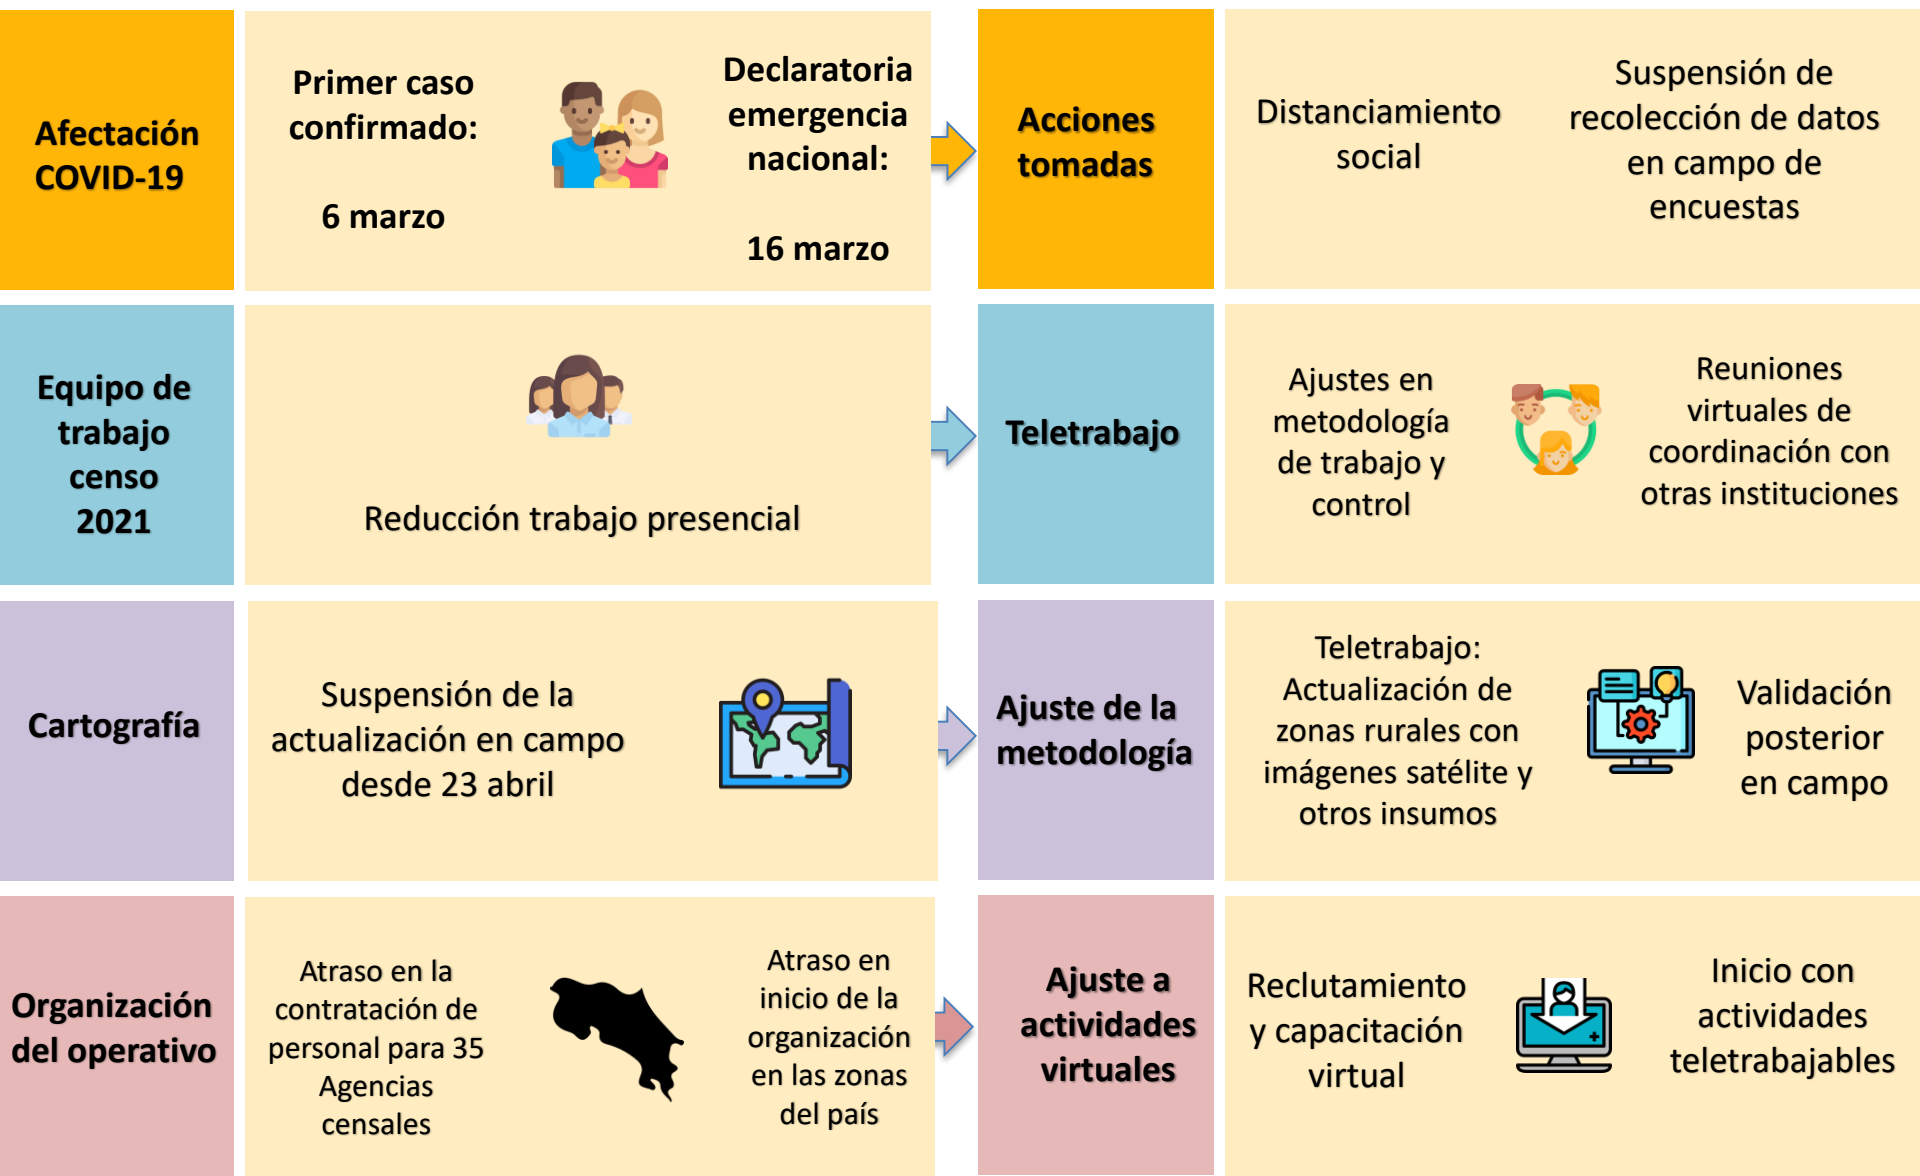 Afectación
COVID-19
Primer caso
confirmado:
6 marzo
Declaratoria
emergencia
nacional:
16 marzo
Acciones
tomadas
Distanciamiento
social
Suspensión de
recolección de datos
en campo de
encuestas
Equipo de
trabajo
censo
2021
Reducción trabajo presencial
Teletrabajo
Ajustes en
metodología
de trabajo y
control
Reuniones
virtuales de
coordinación con
otras instituciones
Cartografía
Suspensión de la
actualización en campo
desde 23 abril
Ajuste de la
metodología
Teletrabajo:
Actualización de
zonas rurales con
imágenes satélite y
otros insumos
Validación
posterior
en campo
Organización
del operativo
Atraso en la
contratación de
personal para 35
Agencias
censales
Atraso en
inicio de la
organización
en las zonas
del país
Ajuste a
actividades
virtuales
Reclutamiento
y capacitación
virtual
Inicio con
actividades
teletrabajables